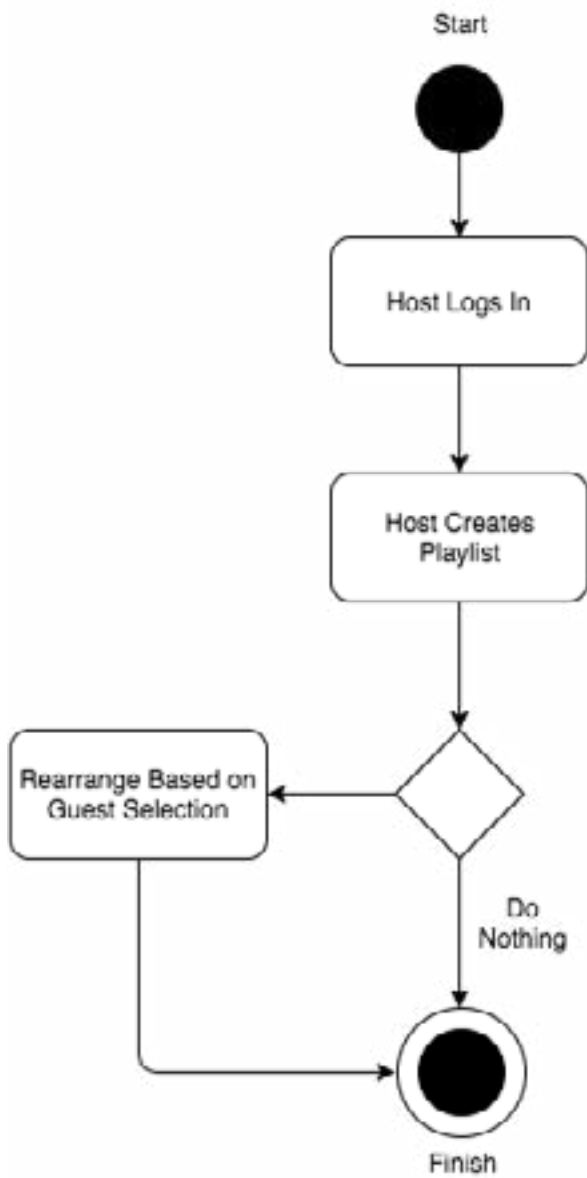 Start
Host Logs In
Host Creates
Playlist
Rearrange Based on
Guest Selection
Do
Nothing
Finish